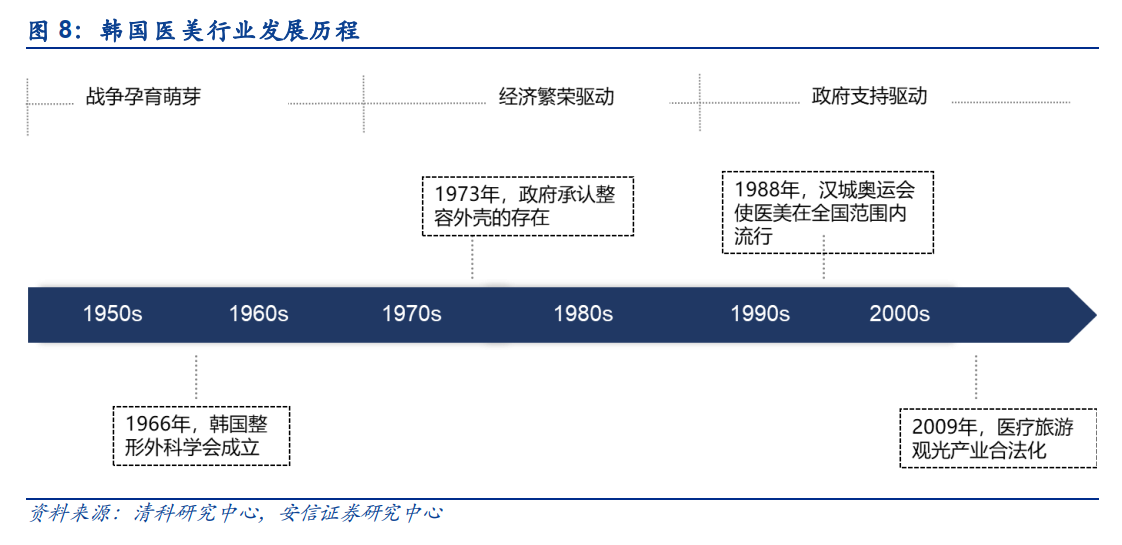 图 8：韩国医美行业发展历程
战争孕育萌芽
经济繁荣驱动
政府支持驱动
1973年，政府承认整
容外壳的存在
1988年，汉城奥运会
使医美在全国范围内
流行
1950s
1960s
1970s
1980s
1990s
2000s
1966年，韩国整
形外科学会成立
2009年，医疗旅游
观光产业合法化
资料来源：清科研究中心，安信证券研究中心